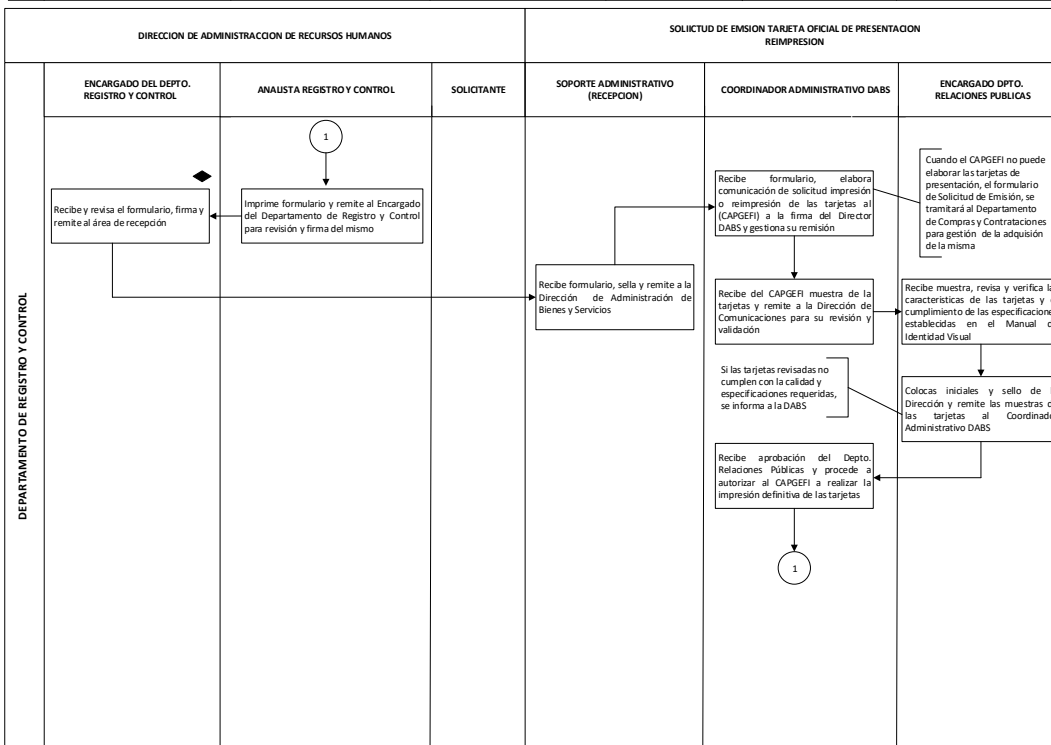 DIRECCION DE ADMINISTRACCION DE RECURSOS HUMANOS
SOLICTUD DE EMSION TARJETA OFICIAL DE PRESENTACION
REIMPRESION
ENCARGADO DEL DEPTO.
REGISTRO Y CONTROL
ANALISTA REGISTRO Y CONTROL
SOLICITANTE
SOPORTE ADMINISTRATIVO
(RECEPCION)
COORDINADOR ADMINISTRATIVO DABS
ENCARGADO DPTO.
RELACIONES PUBLICAS
DEPARTAMENTO DE REGISTRO Y CONTROL
1
Imprime formulario y remite al Encargado
del Departamento de Registro y Control
para revisión y firma del mismo
Recibe y revisa el formulario, firma y
remite al área de recepción
Recibe formulario, sella y remite a la
Dirección de Administración de
Bienes y Servicios
Recibe formulario, elabora
comunicación de solicitud impresión
o reimpresión de las tarjetas al
(CAPGEFI) a la firma del Director
DABS y gestiona su remisión
Cuando el CAPGEFI no puede
elaborar las tarjetas de
presentación, el formulario
de Solicitud de Emisión, se
tramitará al Departamento
de Compras y Contrataciones
para gestión de la adquisión
de la misma
Recibe del CAPGEFI muestra de la
tarjetas y remite a la Dirección de
Comunicaciones para su revisión y
validación
Recibe muestra, revisa y verifica
características de las tarjetas y
cumplimiento de las
establecidas en el Manual
Identidad Visual
Si las tarjetas revisadas no
cumplen con la calidad y
especificaciones requeridas,
se informa a la DABS
Colocas iniciales y sello de
Dirección y remite las muestras
las tarjetas al
Administrativo DABS
Recibe aprobación del Depto.
Relaciones Públicas y procede a
autorizar al CAPGEFI a realizar la
impresión definitiva de las tarjetas
1